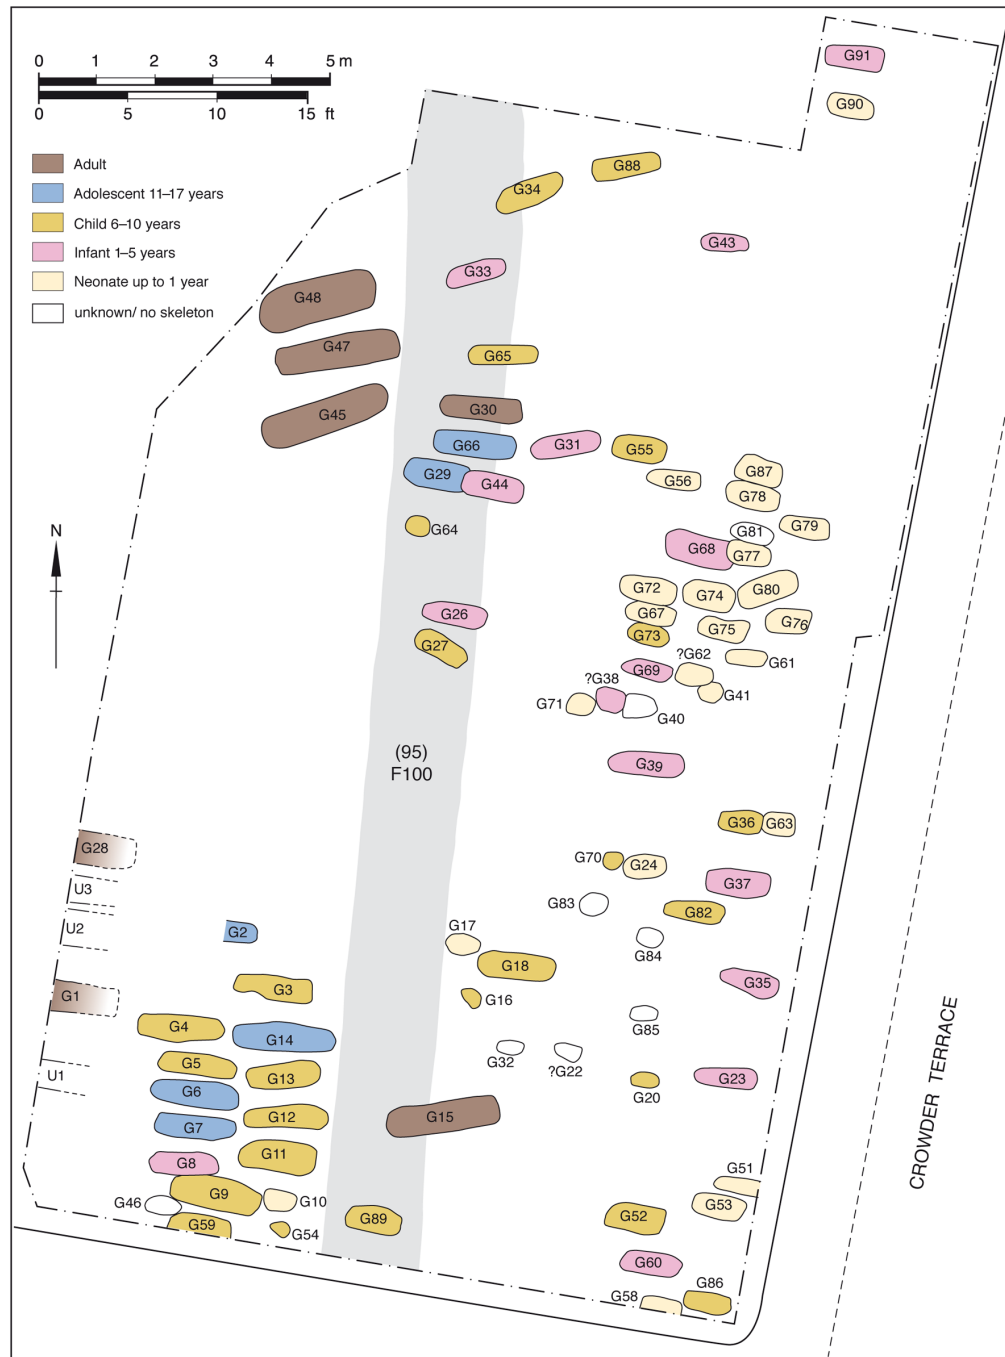 0 1 2 3 4 5 m
0 5 10 15 ft
Adult
Adolescent 11–17 years
Child 6–10 years
Infant 1–5 years
Neonate up to 1 year
unknown/ no skeleton
G91
G90
G88
G34
G43
G33
G48
G47
G65
G45
G30
G66
G31
G55
G29
G44
G56
G87
G78
G64
G79
G81
G68
G77
N
G72
G74
G80
G26
G67
G76
G73
G75
G27
?G62
G61
G69
?G38
G41
G71
G40
(95)
F100
G39
G36
G63
G28
G70
G24
U3
G37
G83
G82
U2
G2
G17
G84
G18
G35
G3
G1
G16
G4
G85
G14
G32
?G22
U1
G5
G13
G23
G6
G20
G12
G15
G7
G11
G8
G51
G9
G46
G10
G53
G59
G54
G89
G52
G60
G86
G58
CROWDER TERRACE